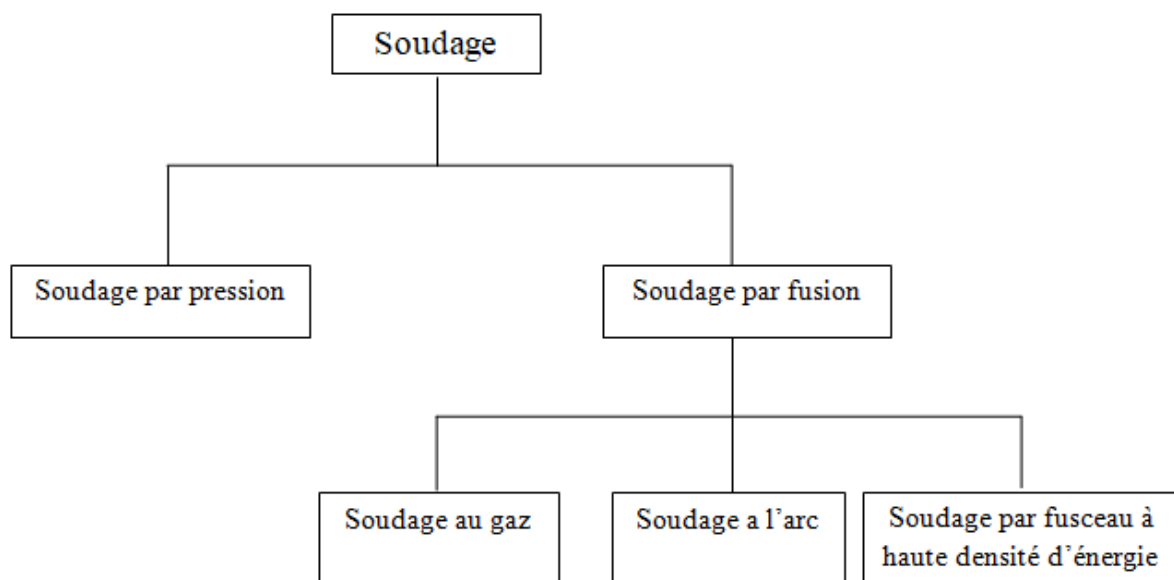 Soudage
Soudage par pression
Soudage par fusion
Soudage au gaz
Soudage a l’arc
Soudage par fusceau à
haute densité d’énergie